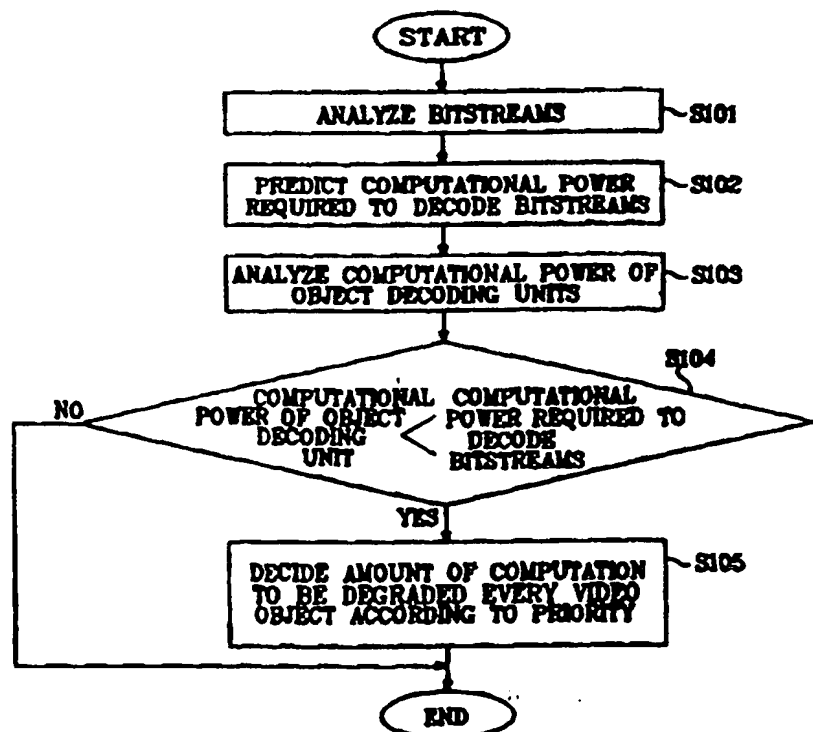 START
ANALYZE BITSTREAMS
S101
PREDICT COMPUTATIONAL POWER
REQUIRED TO DECODE BITSTREAMS
S102
ANALYZE COMPUTATIONAL POWER OF
OBJECT DECODING UNITS
S103
S104
NO
COMPUTATIONAL
POWER OF OBJECT
DECODING
UNIT
<
COMPUTATIONAL
POWER REQUIRED TO
DECODE
BITSTREAMS
YES
DECIDE AMOUNT OF COMPUTATION
TO BE DEGRADED EVERY VIDEO
OBJECT ACCORDING TO PRIORITY
S105
END